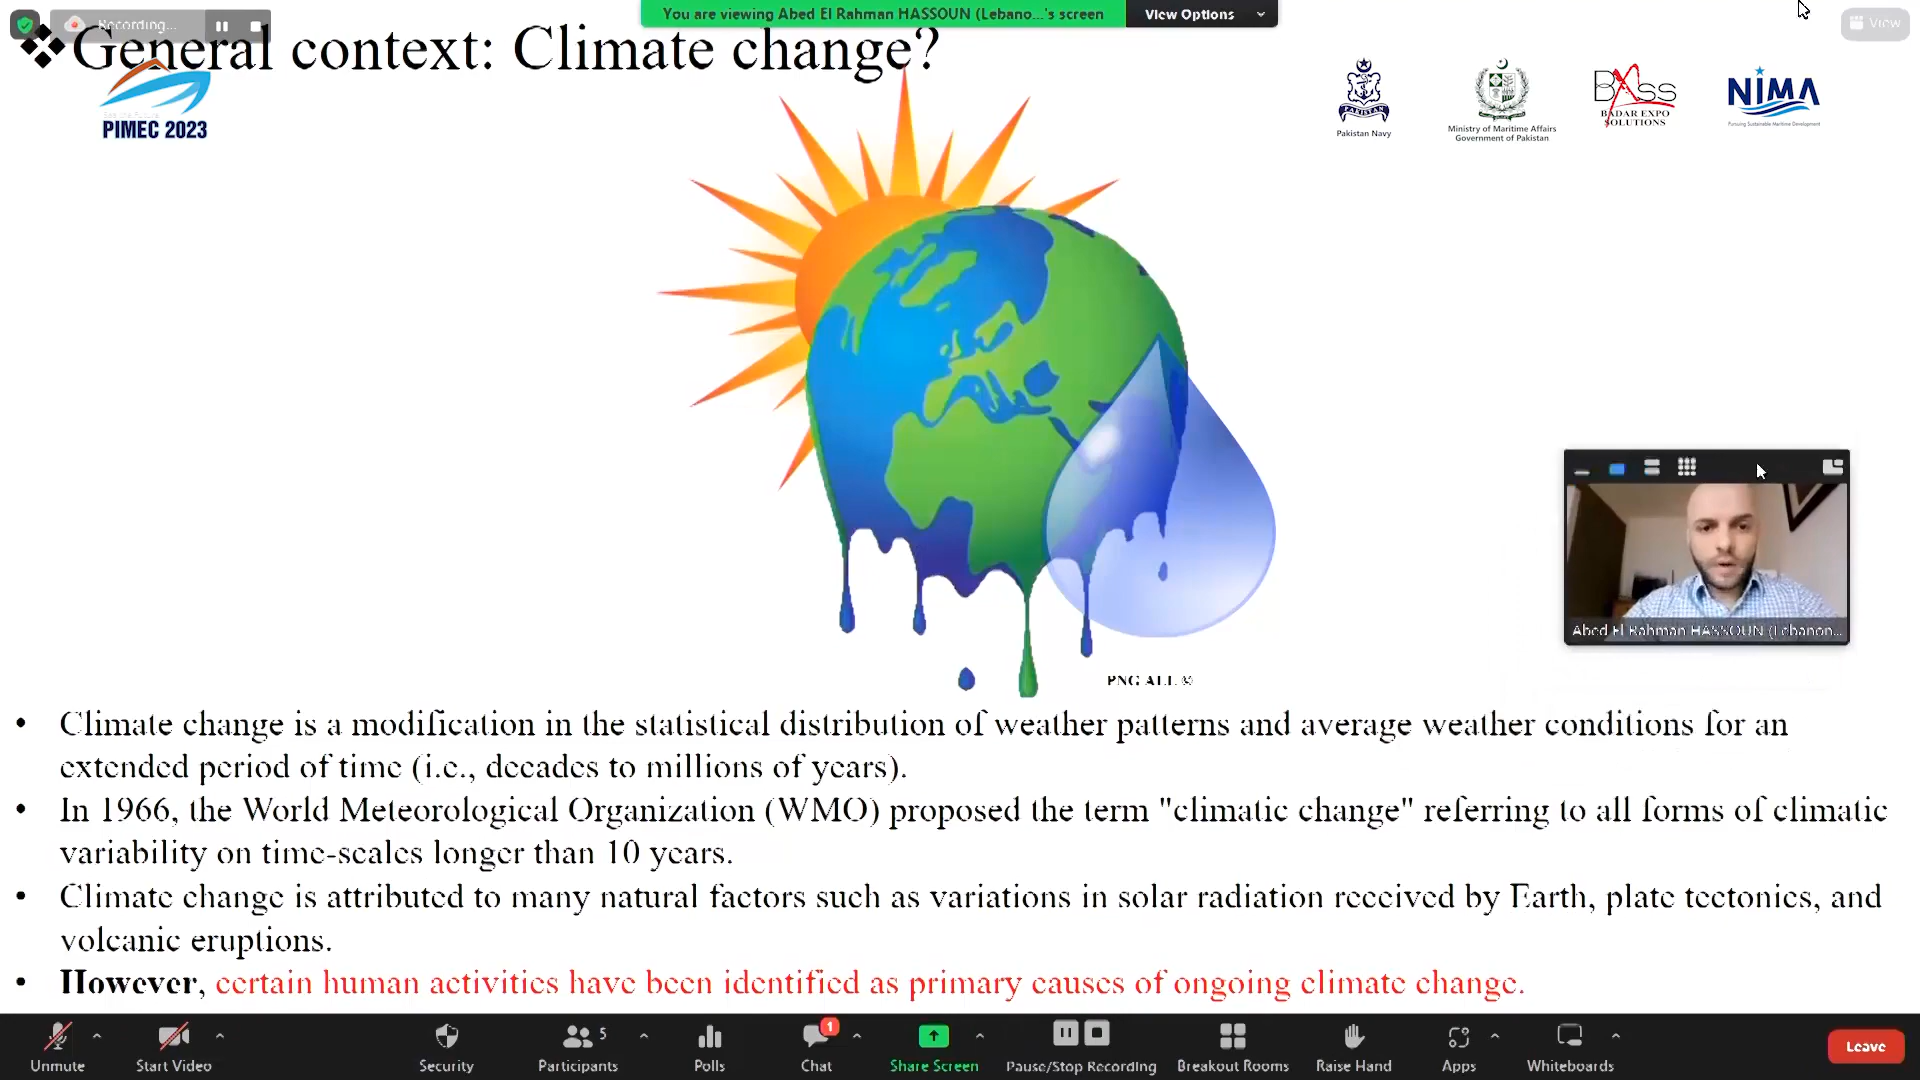 Recording...
You are viewing Abed El Rahman HASSOUN (Lebano...'s screen
View Options
View
❖General context: Climate change?
PIMEC 2023
PAKISTAN
Pakistan Navy
Ministry of Maritime Affairs
Government of Pakistan
BXSS
BADAR EXPO
SOLUTIONS
NIMA
Pursuing Sustainable Maritime Development
Abed El Rahman HASSOUN (Lebanon...
PNG ALL ©
• Climate change is a modification in the statistical distribution of weather patterns and average weather conditions for an
extended period of time (i.e., decades to millions of years).
• In 1966, the World Meteorological Organization (WMO) proposed the term "climatic change" referring to all forms of climatic
variability on time-scales longer than 10 years.
• Climate change is attributed to many natural factors such as variations in solar radiation received by Earth, plate tectonics, and
volcanic eruptions.
• However, certain human activities have been identified as primary causes of ongoing climate change.
Unmute
Start Video
Security
5
Participants
Polls
1
Chat
Share Screen
Pause/Stop Recording
Breakout Rooms
Raise Hand
Apps
Whiteboards
Leave